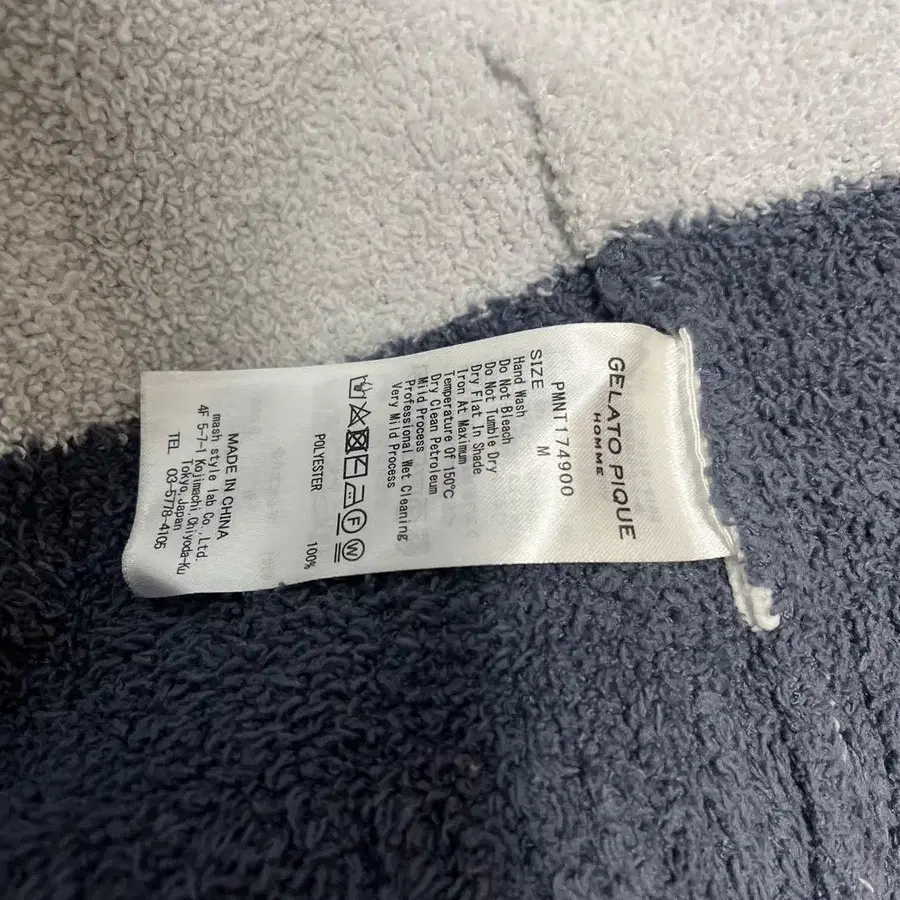 GELATO PIQUE
HOMME
PMNT174900
SIZE M
Hand Wash
Do Not Bleach
Do Not Tumble Dry
Dry Flat In Shade
Iron At Maximum
Temperature Of 150℃
Dry Clean Petroleum
Mild Process
Professional Wet Cleaning
Very Mild Process
F W
POLYESTER 100%
MADE IN CHINA
mash style lab Co.,Ltd.
4F 5-7-1 Kojimachi,Chiyoda-Ku
Tokyo,Japan
TEL 03-5778-4105